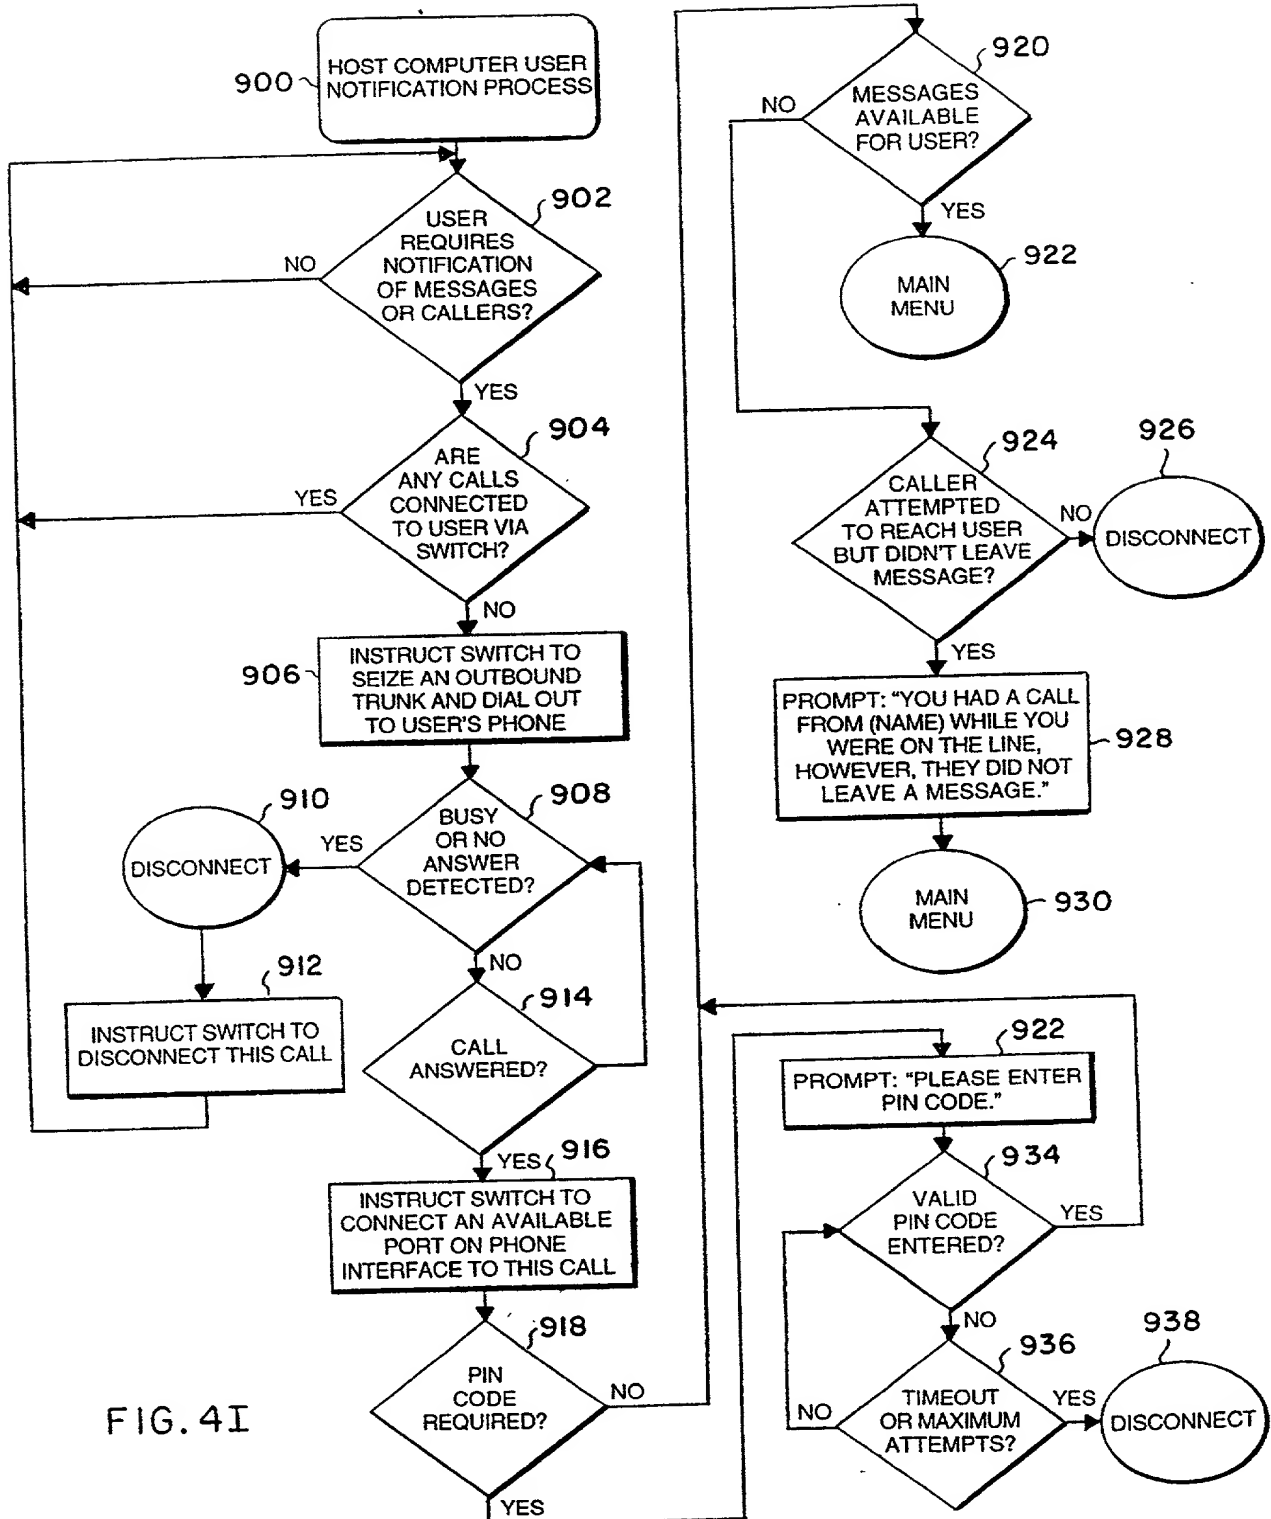 900
HOST COMPUTER USER
NOTIFICATION PROCESS
902
USER
REQUIRES
NOTIFICATION
OF MESSAGES
OR CALLERS?
NO
YES
904
ARE
ANY CALLS
CONNECTED
TO USER VIA
SWITCH?
YES
NO
906
INSTRUCT SWITCH TO
SEIZE AN OUTBOUND
TRUNK AND DIAL OUT
TO USER'S PHONE
908
BUSY
OR NO
ANSWER
DETECTED?
YES
910
DISCONNECT
NO
912
INSTRUCT SWITCH TO
DISCONNECT THIS CALL
914
CALL
ANSWERED?
YES
916
INSTRUCT SWITCH TO
CONNECT AN AVAILABLE
PORT ON PHONE
INTERFACE TO THIS CALL
918
PIN
CODE
REQUIRED?
NO
YES
FIG. 4I
920
MESSAGES
AVAILABLE
FOR USER?
NO
YES
922
MAIN
MENU
924
CALLER
ATTEMPTED
TO REACH USER
BUT DIDN'T LEAVE
MESSAGE?
NO
926
DISCONNECT
YES
PROMPT: "YOU HAD A CALL
FROM (NAME) WHILE YOU
WERE ON THE LINE,
HOWEVER, THEY DID NOT
LEAVE A MESSAGE."
928
MAIN
MENU
930
922
PROMPT: "PLEASE ENTER
PIN CODE."
934
VALID
PIN CODE
ENTERED?
YES
NO
936
TIMEOUT
OR MAXIMUM
ATTEMPTS?
NO
YES
938
DISCONNECT